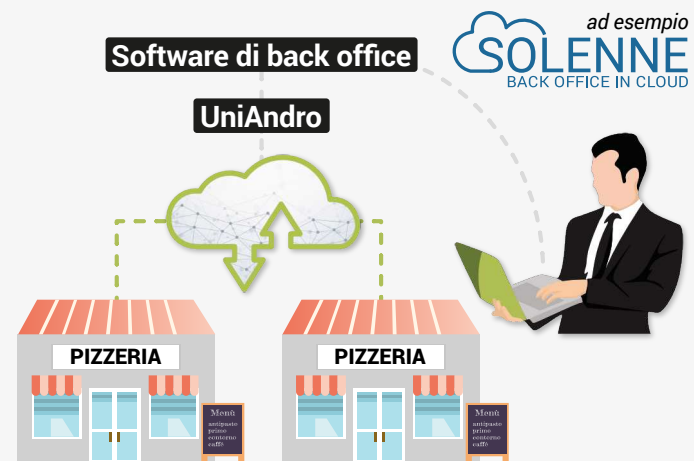 ad esempio
SOLENNE
BACK OFFICE IN CLOUD
Software di back office
UniAndro
PIZZERIA
PIZZERIA
Menù
antipasto
primo
contorno
caffè
Menù
antipasto
primo
contorno
caffè